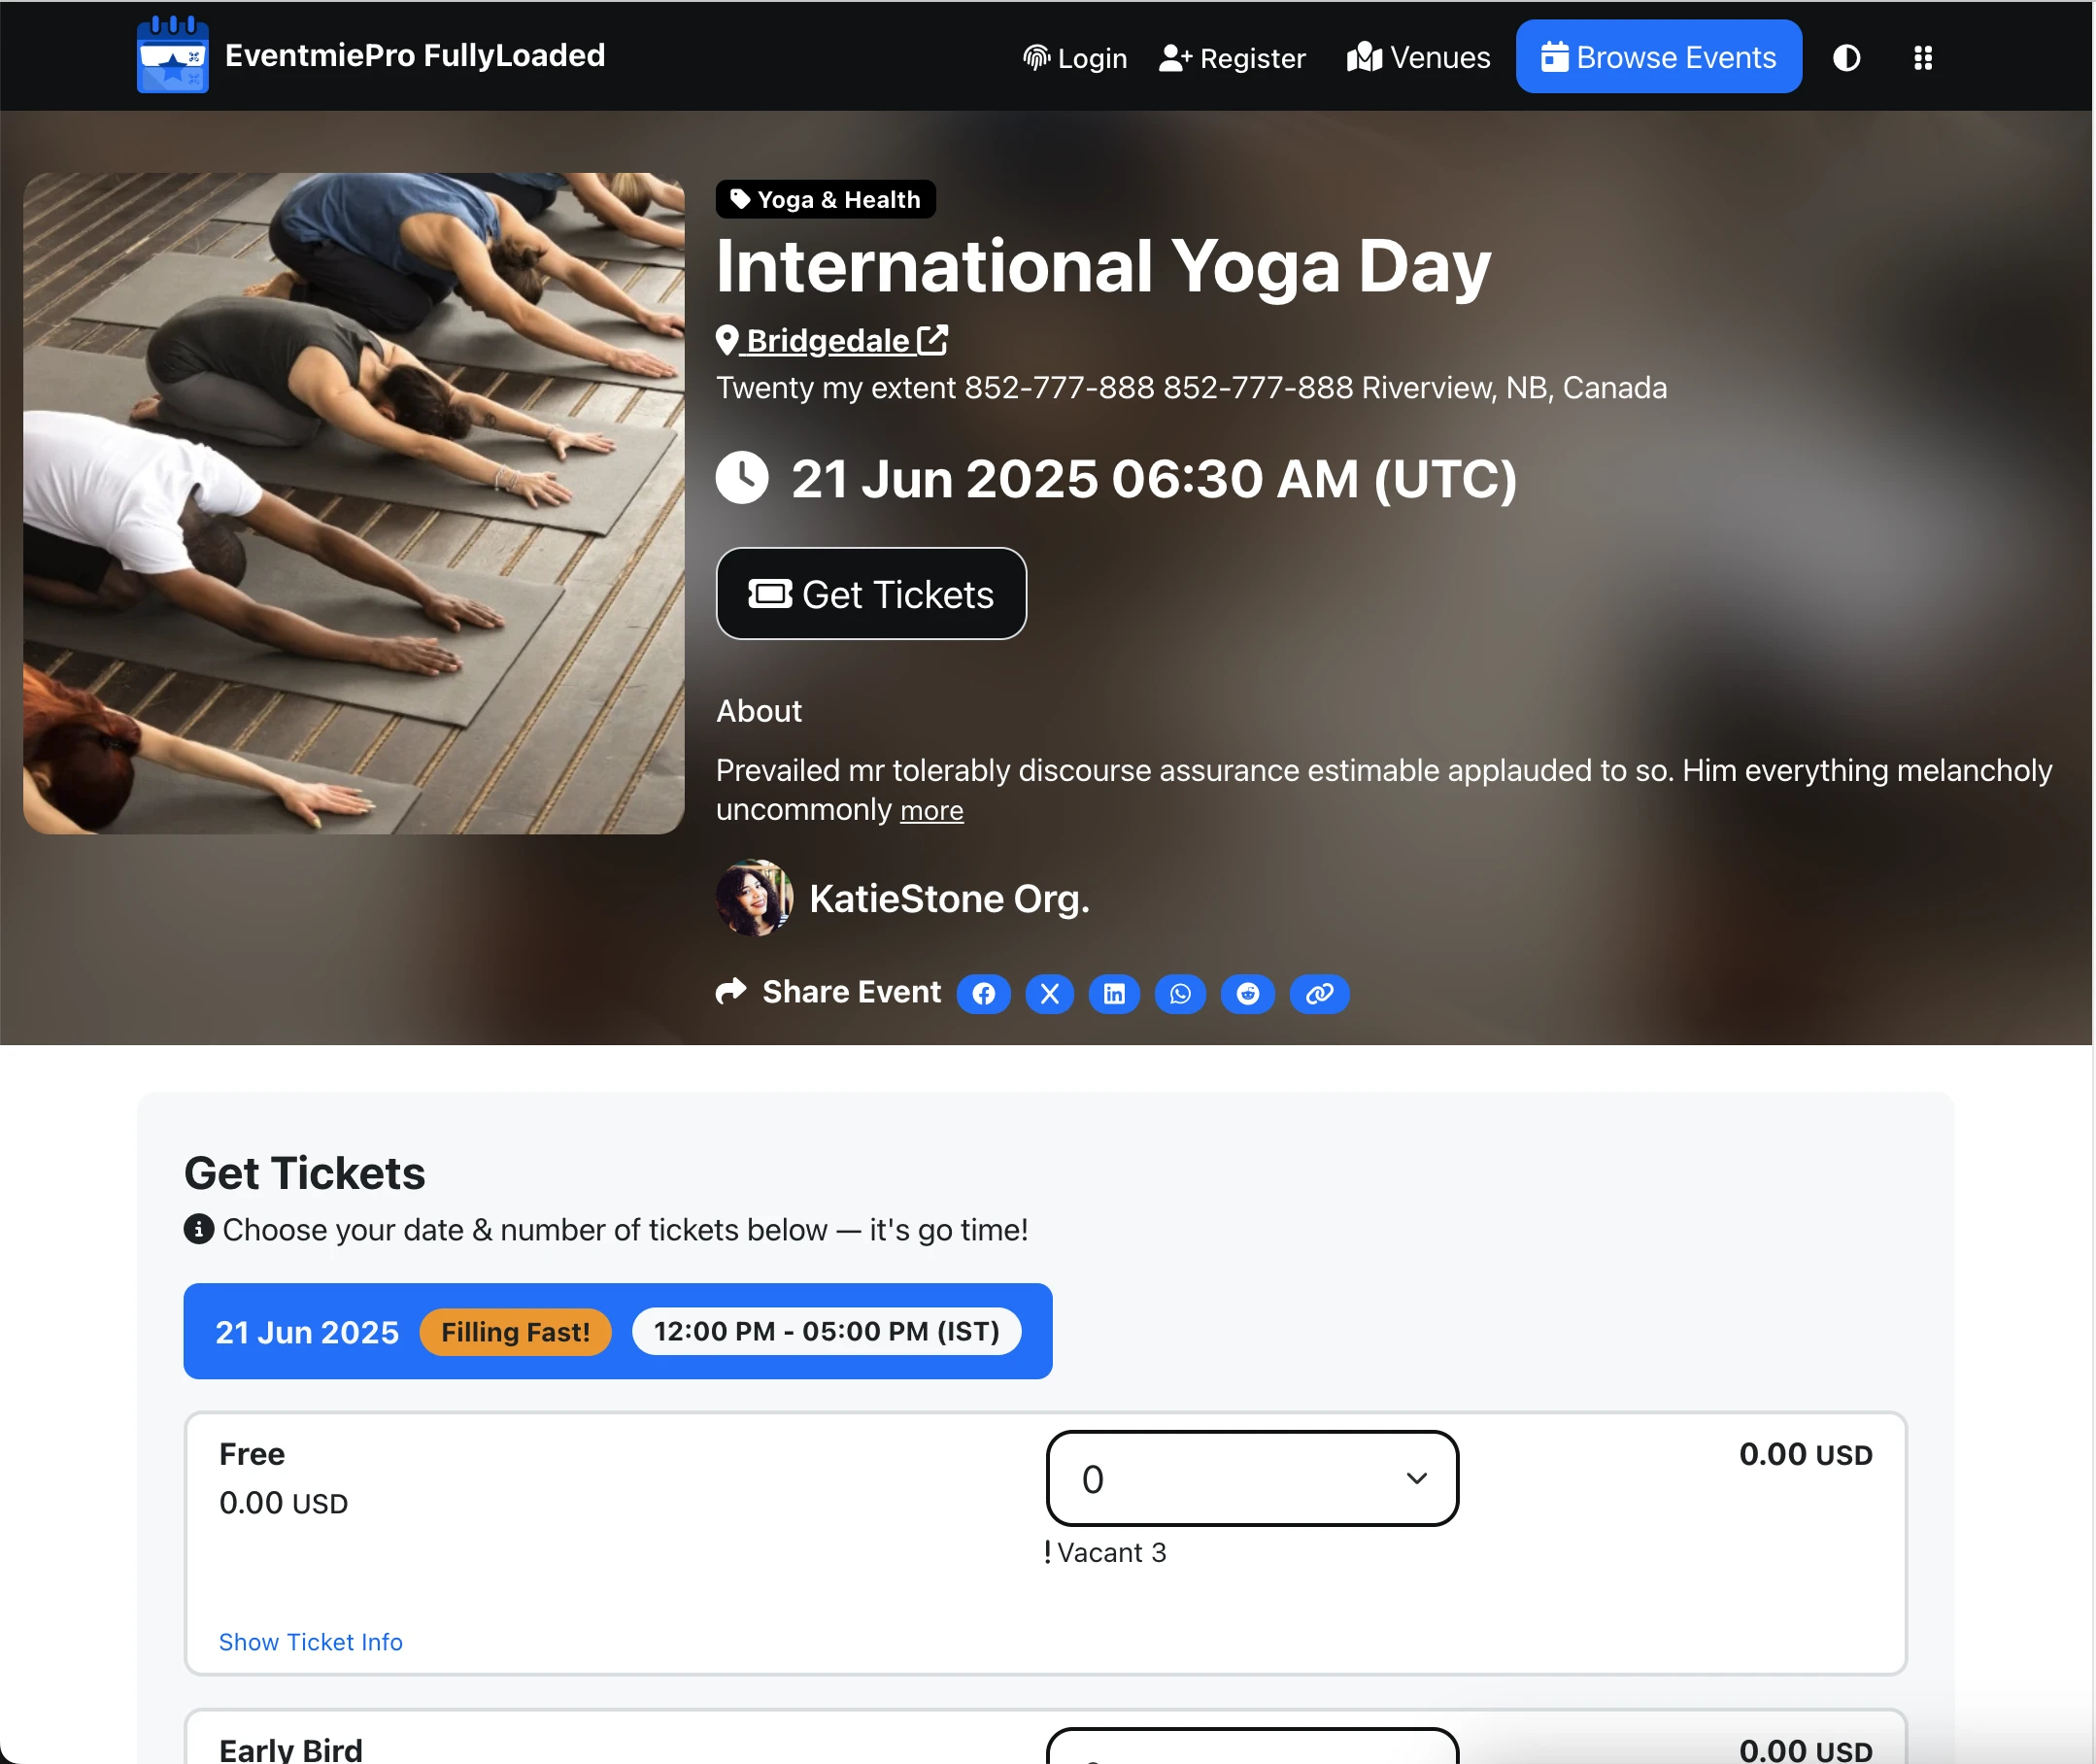 EventmiePro FullyLoaded
Login
Register
Venues
Browse Events
Yoga & Health
International Yoga Day
Bridgedale
Twenty my extent 852-777-888 852-777-888 Riverview, NB, Canada
21 Jun 2025 06:30 AM (UTC)
Get Tickets
About
Prevailed mr tolerably discourse assurance estimable applauded to so. Him everything melancholy
uncommonly more
KatieStone Org.
Share Event
Get Tickets
Choose your date & number of tickets below — it's go time!
21 Jun 2025 Filling Fast! 12:00 PM - 05:00 PM (IST)
Free
0
0.00 USD
0.00 USD
! Vacant 3
Show Ticket Info
Early Bird
0.00 USD